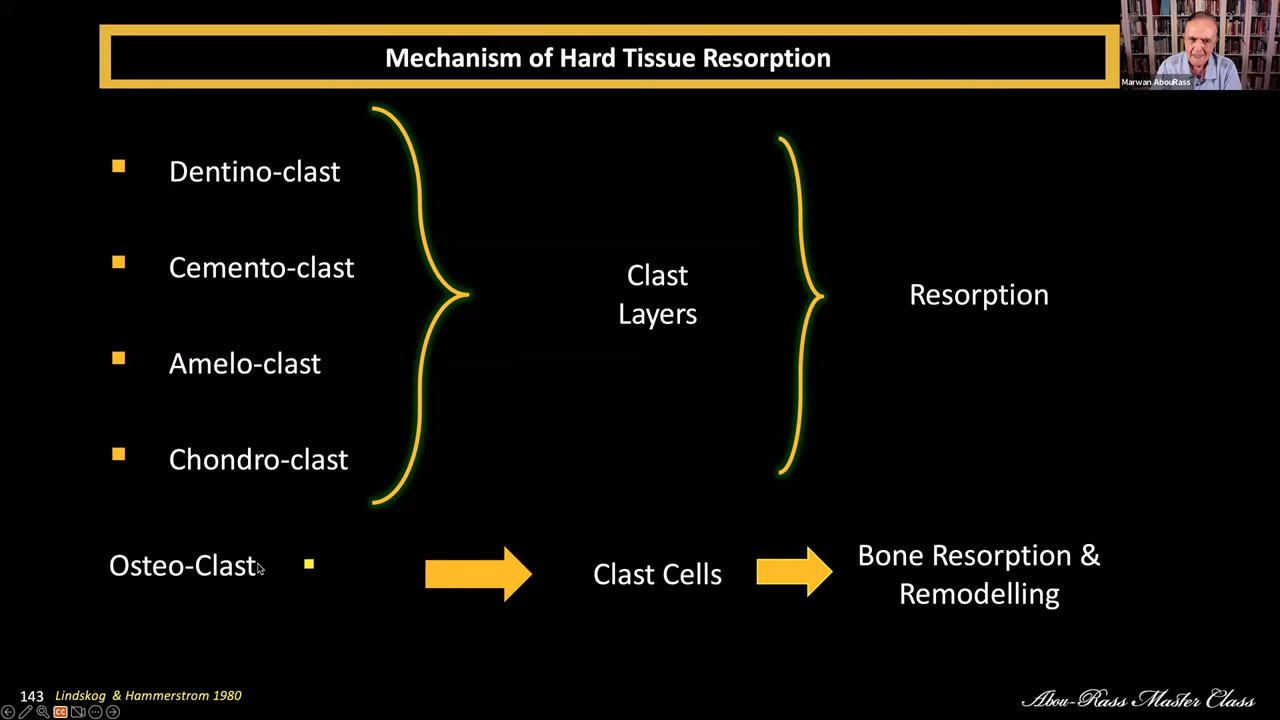 Mechanism of Hard Tissue Resorption
Marwan AbouRass
Dentino-clast
Cemento-clast
Amelo-clast
Chondro-clast
Clast
Layers
Resorption
Osteo-Clast
Clast Cells
Bone Resorption &
Remodelling
143
Lindskog & Hammerstrom 1980
CC
Abou-Rass Master Class